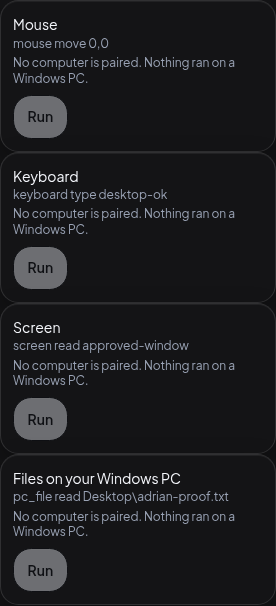 Mouse
mouse move 0,0
No computer is paired. Nothing ran on a
Windows PC.
Run
Keyboard
keyboard type desktop-ok
No computer is paired. Nothing ran on a
Windows PC.
Run
Screen
screen read approved-window
No computer is paired. Nothing ran on a
Windows PC.
Run
Files on your Windows PC
pc_file read Desktop\adrian-proof.txt
No computer is paired. Nothing ran on a
Windows PC.
Run